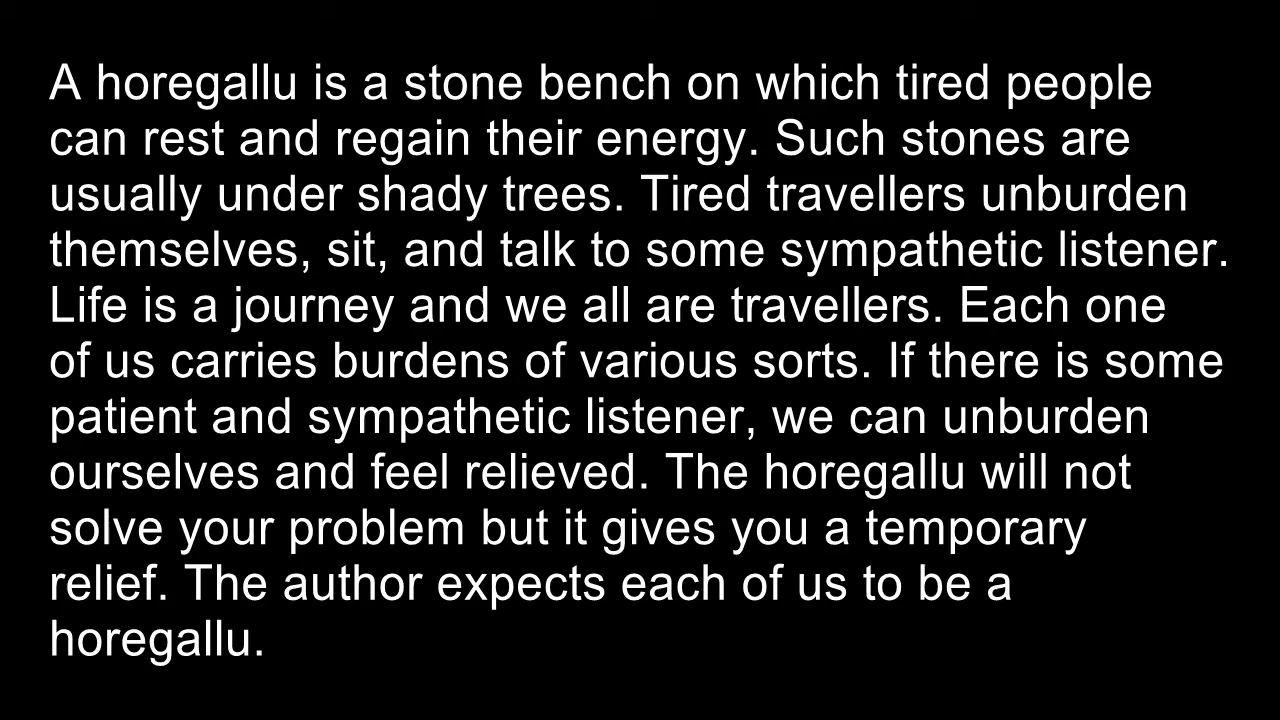 A horegallu is a stone bench on which tired people
can rest and regain their energy. Such stones are
usually under shady trees. Tired travellers unburden
themselves, sit, and talk to some sympathetic listener.
Life is a journey and we all are travellers. Each one
of us carries burdens of various sorts. If there is some
patient and sympathetic listener, we can unburden
ourselves and feel relieved. The horegallu will not
solve your problem but it gives you a temporary
relief. The author expects each of us to be a
horegallu.